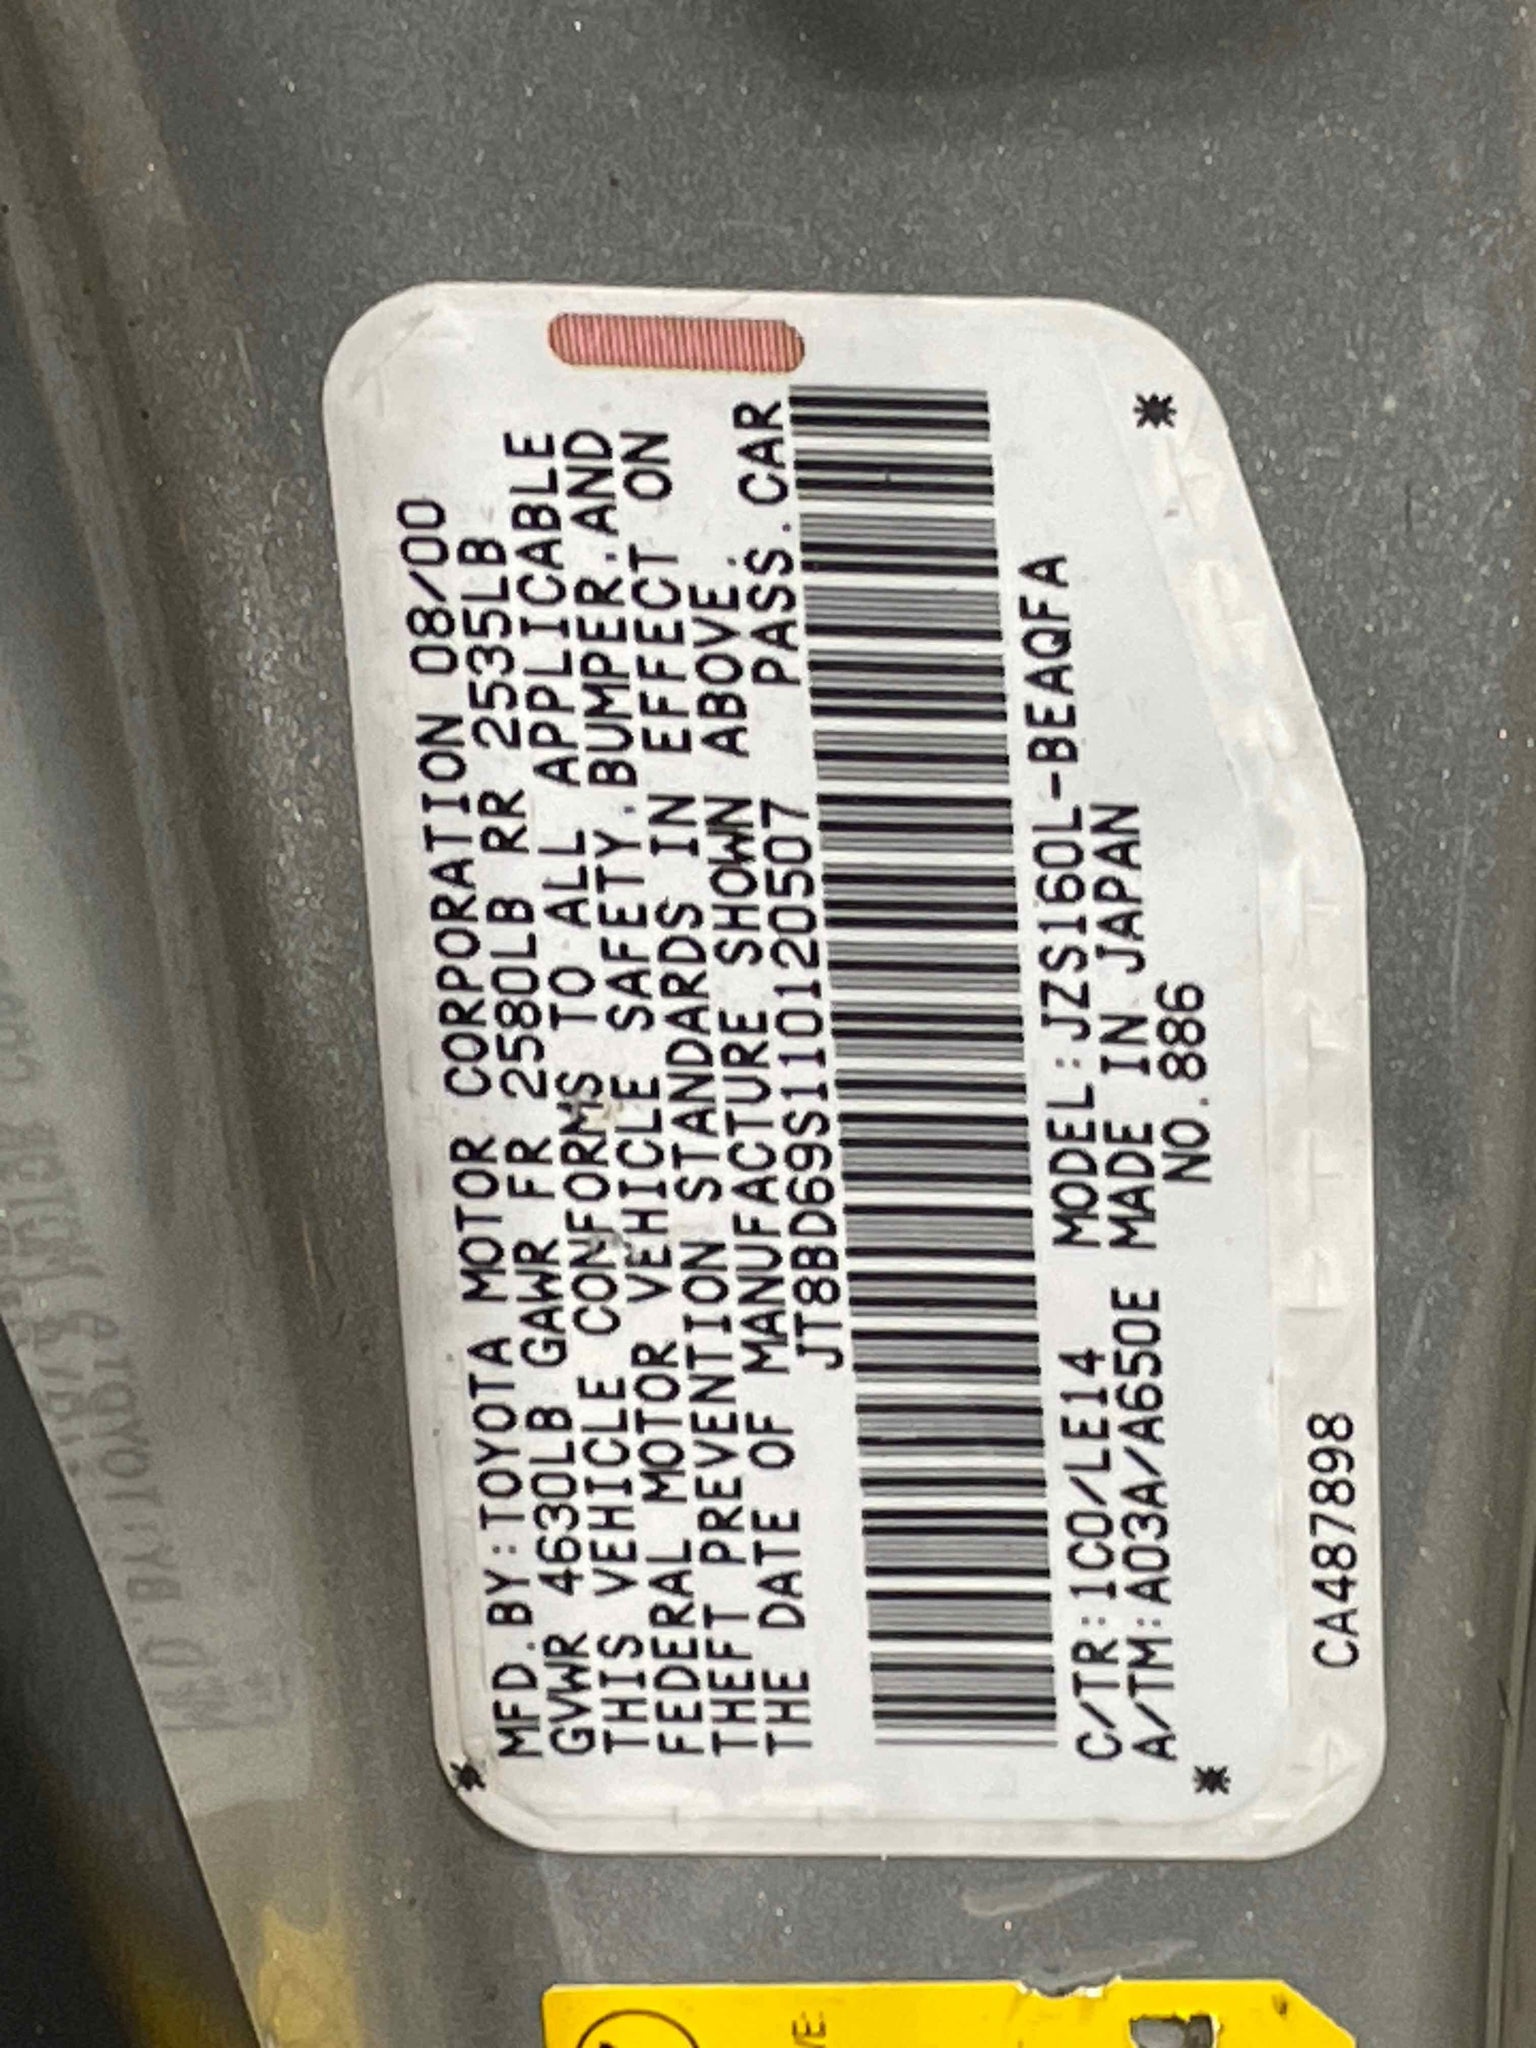 MFD.BY:TOYOTA MOTOR CORPORATION 08/00
GVWR 4630LB GAWR FR 2580LB RR 2535LB
THIS VEHICLE CONFORMS TO ALL APPLICABLE
FEDERAL MOTOR VEHICLE SAFETY.BUMPER.AND
THEFT PREVENTION STANDARDS IN EFFECT ON
THE DATE OF MANUFACTURE SHOWN ABOVE.
JT8BD69S110120507 PASS.CAR
C/TR:1C0/LE14 MODEL:JZS160L-BEAQFA
A/TM:A03A/A650E MADE IN JAPAN
NO.886
CA487898
VE: